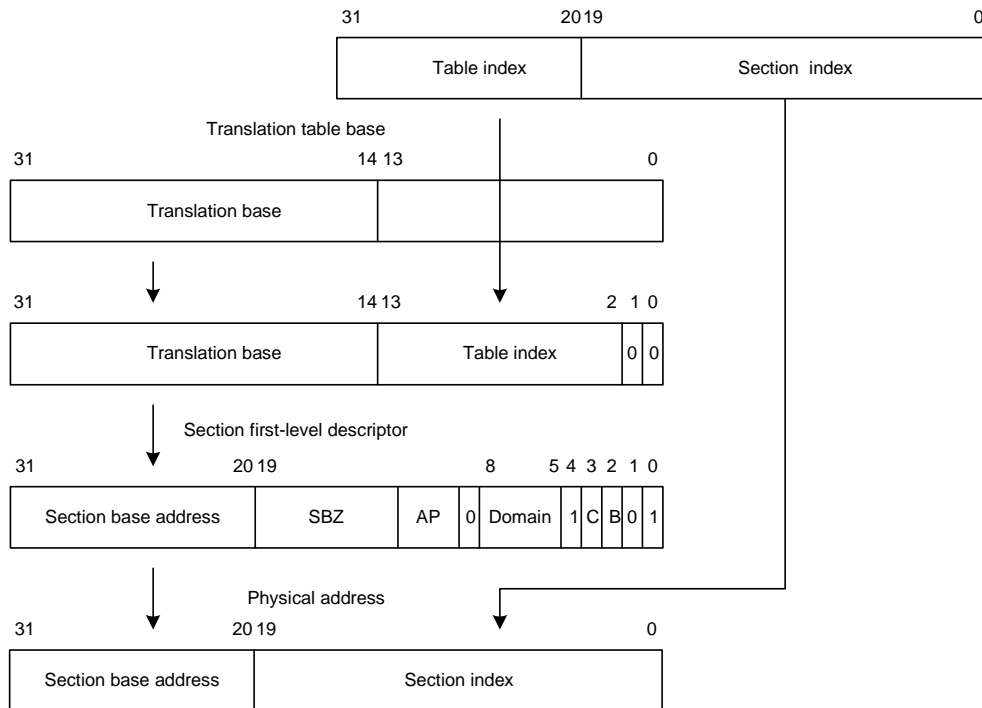 31 20 19 0
Table index Section index
Translation table base
31 14 13 0
Translation base
31 14 13 2 1 0
Translation base Table index 0 0
Section first-level descriptor
31 20 19 8 5 4 3 2 1 0
Section base address SBZ AP 0 Domain 1 C B 0 1
Physical address
31 20 19 0
Section base address Section index